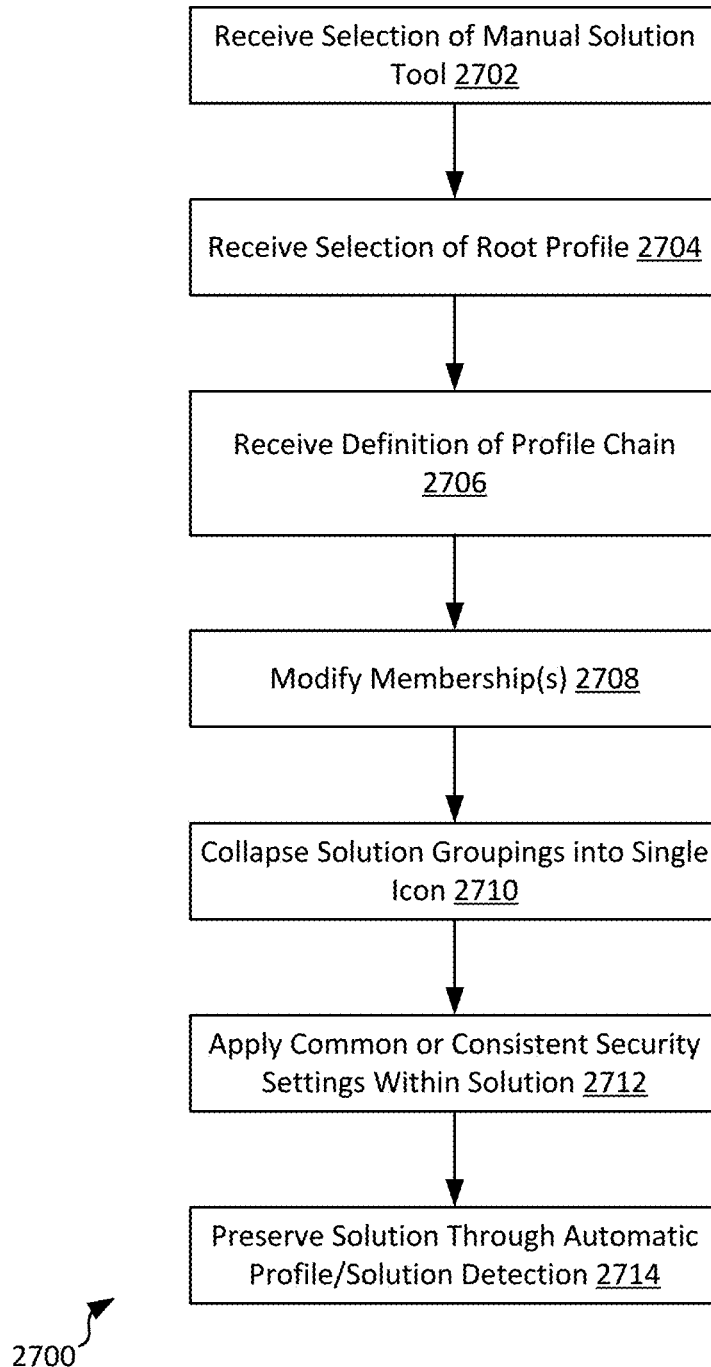 Receive Selection of Manual Solution
Tool 2702
Receive Selection of Root Profile 2704
Receive Definition of Profile Chain
2706
Modify Membership(s) 2708
Collapse Solution Groupings into Single
Icon 2710
Apply Common or Consistent Security
Settings Within Solution 2712
Preserve Solution Through Automatic
Profile/Solution Detection 2714
2700